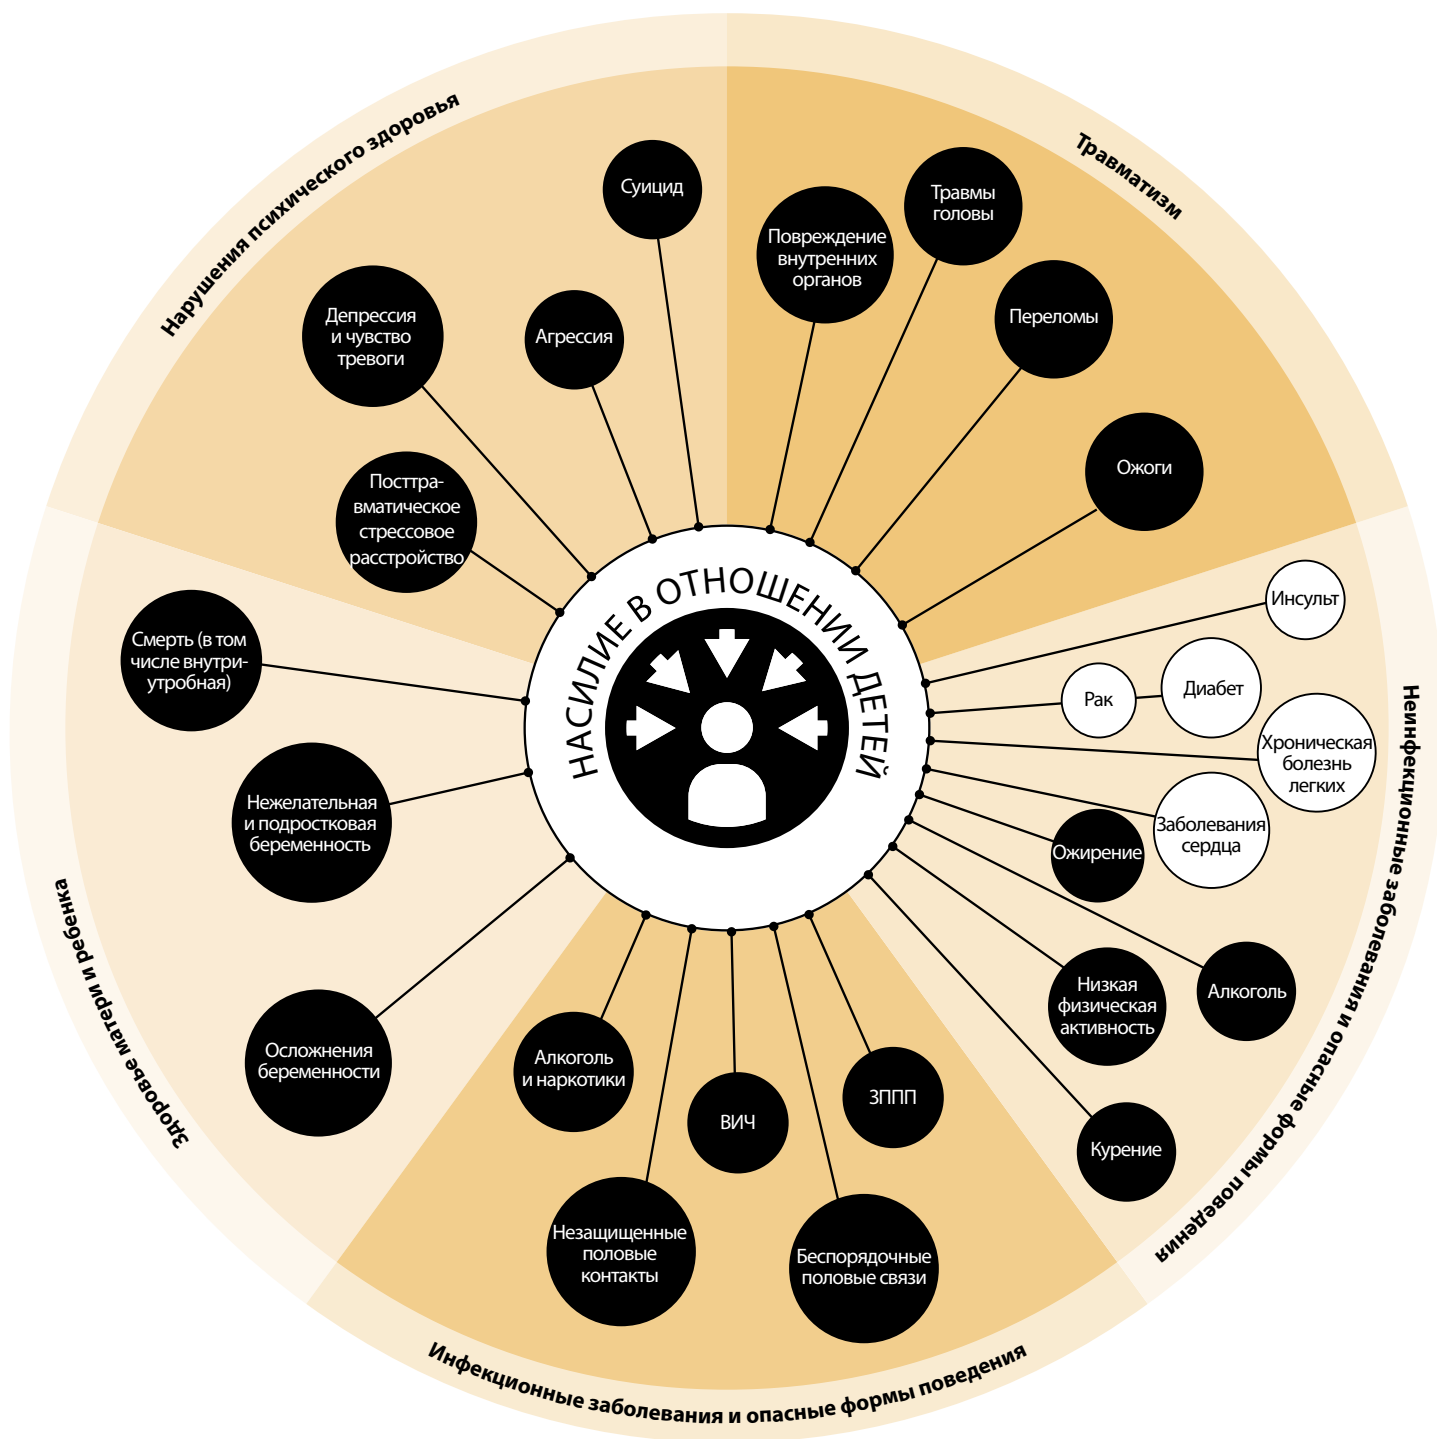 Нарушения психического здоровья
Суицид
Депрессия
и чувство
тревоги
Агрессия
Посттра-
вматическое
стрессовое
расстройство
Травматизм
Повреждение
внутренних
органов
Травмы
головы
Переломы
Ожоги
НАСИЛИЕ В ОТНОШЕНИИ ДЕТЕЙ
Неинфекционные заболевания и опасные формы поведения
Инсульт
Рак
Диабет
Хроническая
болезнь
легких
Заболевания
сердца
Ожирение
Алкоголь
Низкая
физическая
активность
Курение
Инфекционные заболевания и опасные формы поведения
ЗППП
Беспорядочные
половые связи
ВИЧ
Незащищенные
половые
контакты
Алкоголь
и наркотики
Здоровье матери и ребенка
Смерть (в том
числе внутри-
утробная)
Нежелательная
и подростковая
беременность
Осложнения
беременности